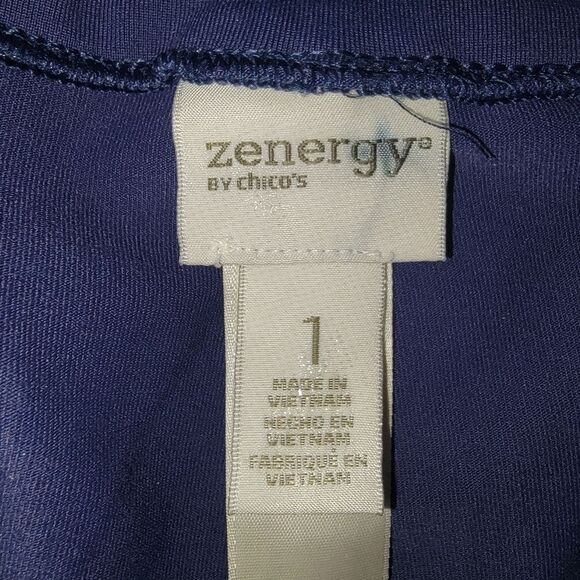 zenergy®
BY chico's
1
MADE IN
VIETNAM
HECHO EN
VIETNAM
FABRIQUÉ EN
VIETNAM